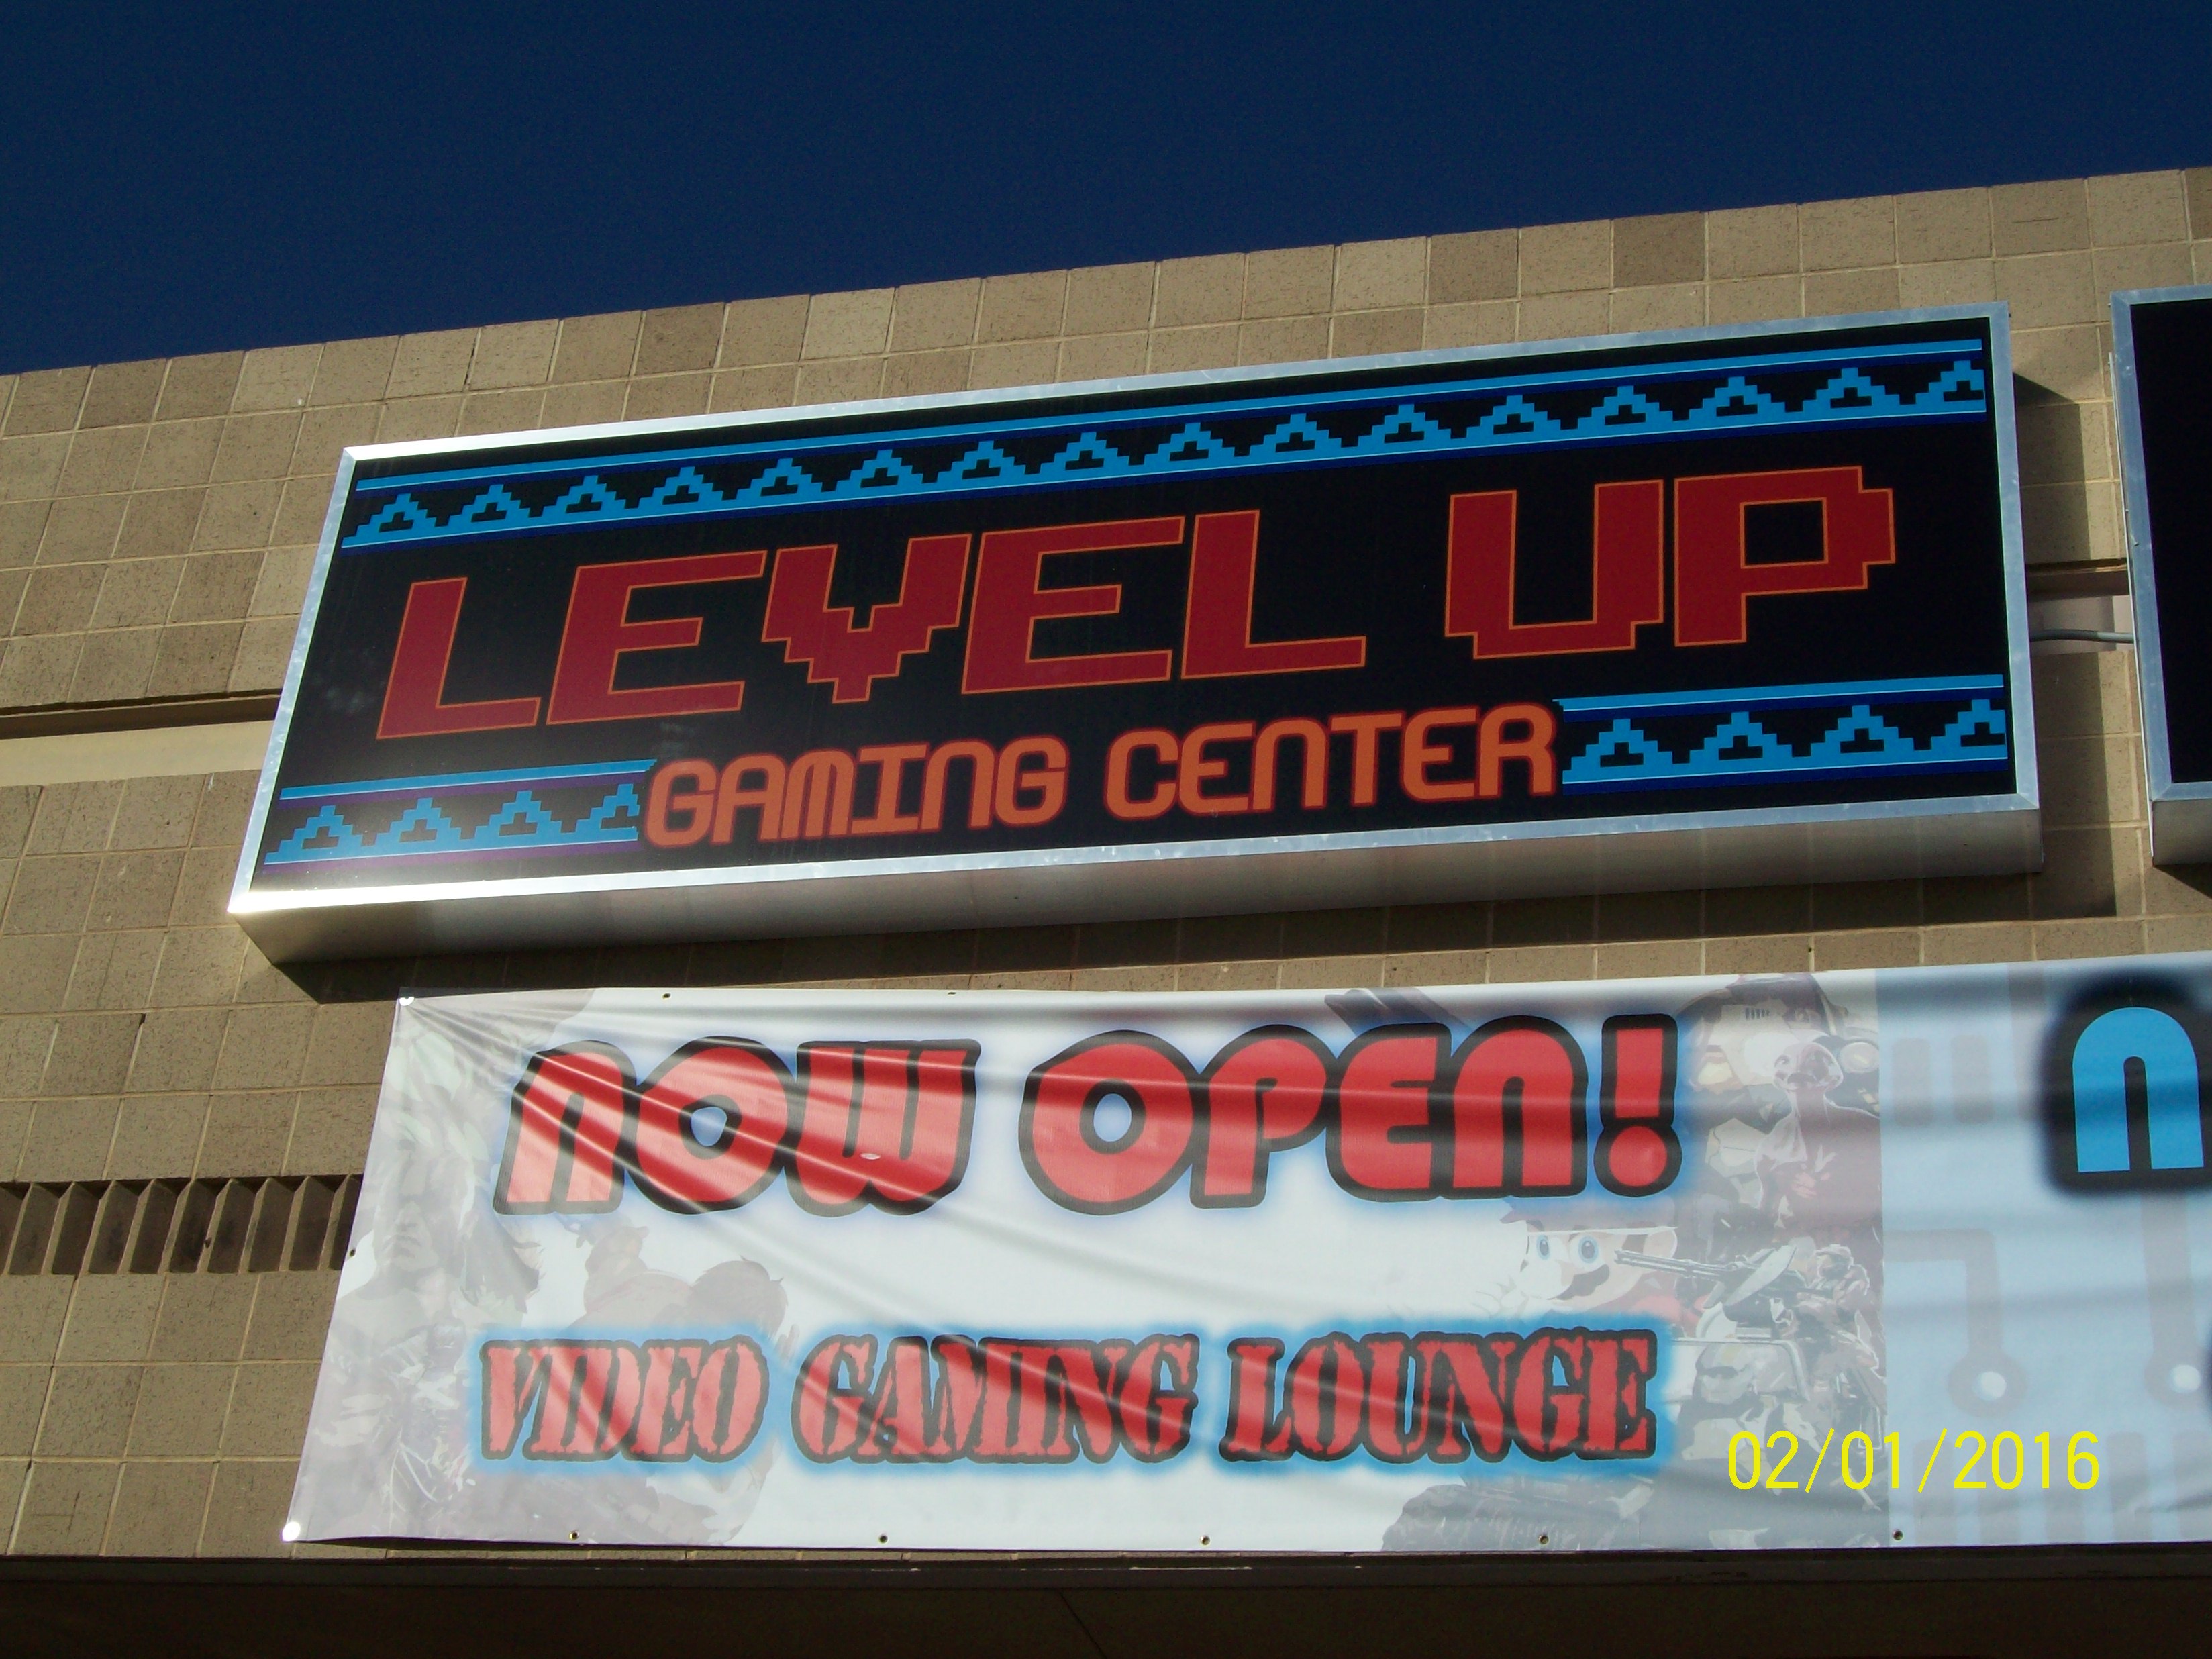 LEVEL UP
GAMING CENTER
NOW OPEN!
VIDEO GAMING LOUNGE
02/01/2016